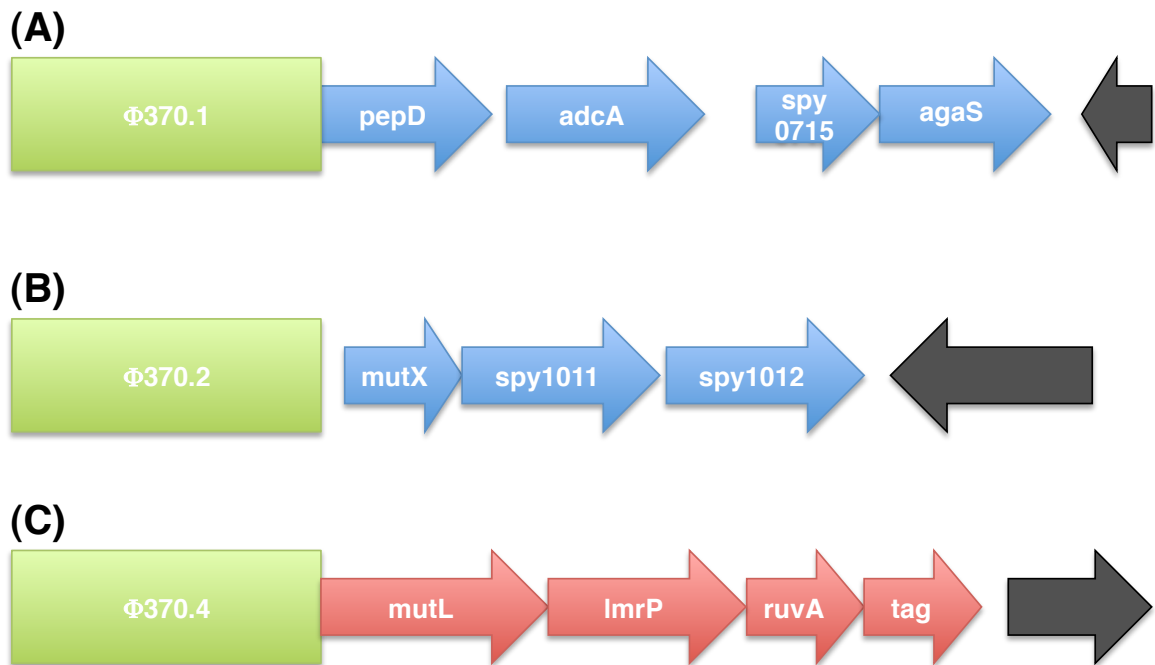 (A)
Φ370.1
pepD
adcA
spy
0715
agaS
(B)
Φ370.2
mutX
spy1011
spy1012
(C)
Φ370.4
mutL
lmrP
ruvA
tag